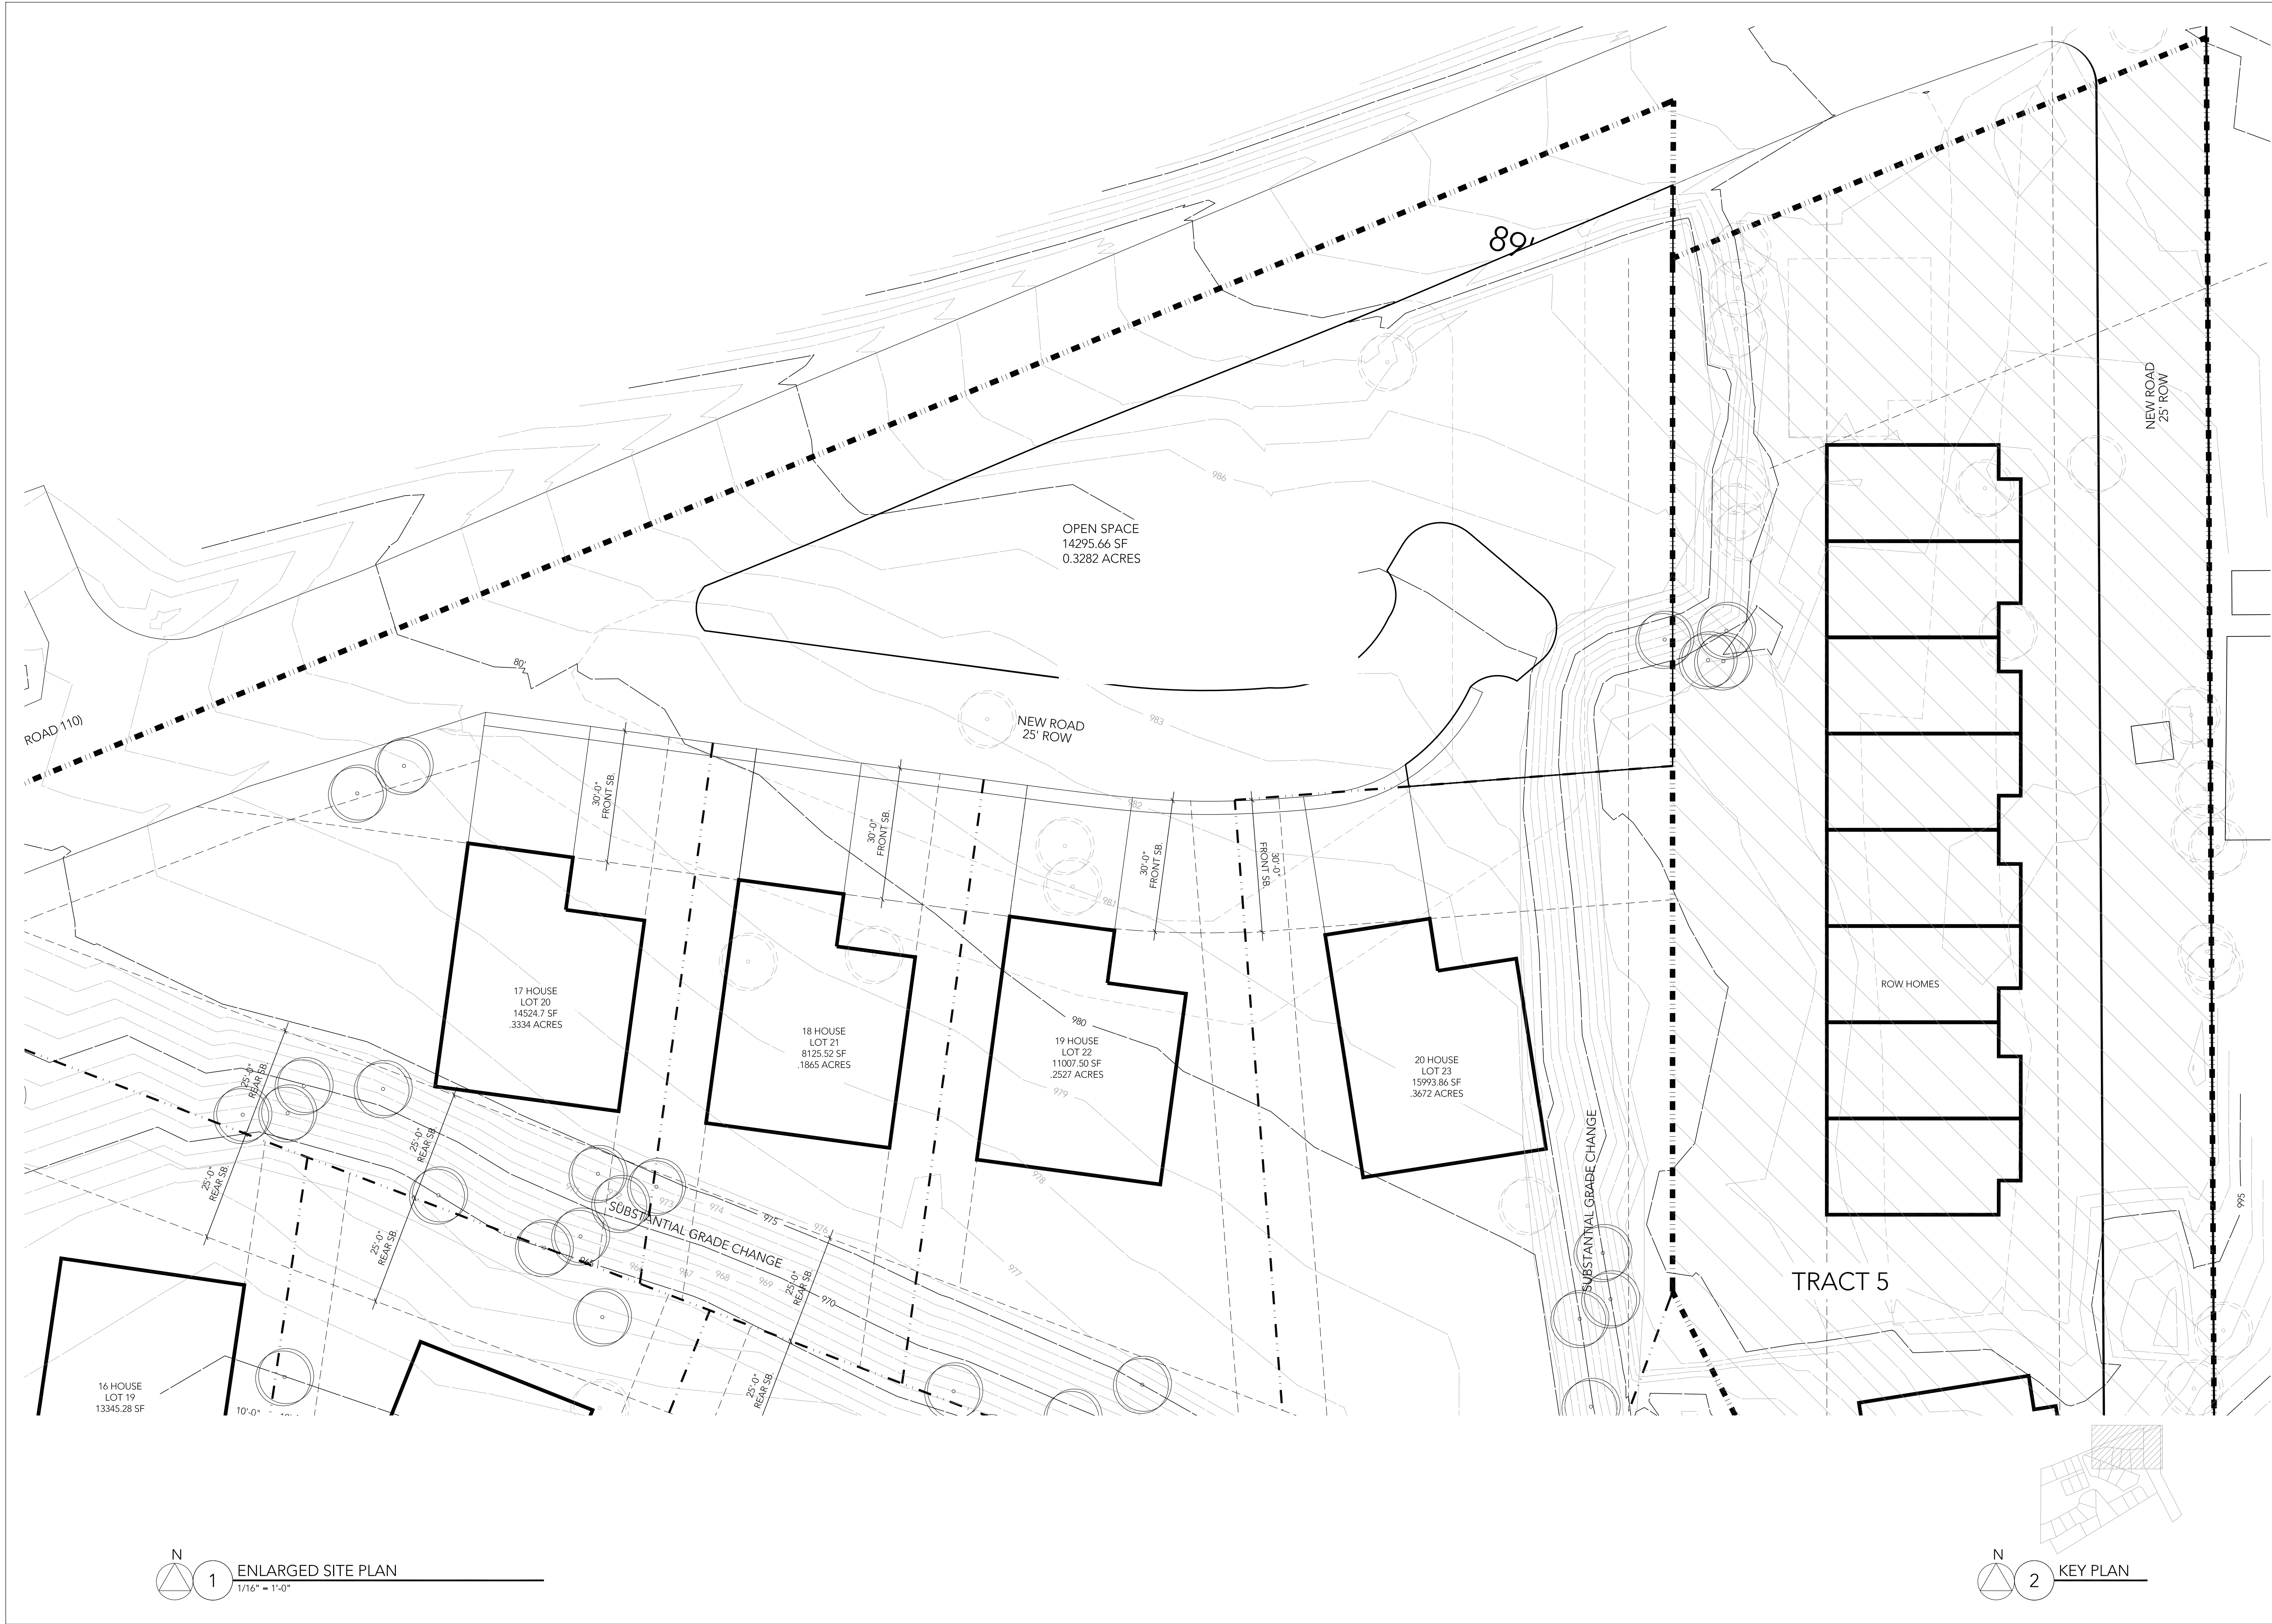 89'
986
OPEN SPACE
14295.66 SF
0.3282 ACRES
NEW ROAD
25' ROW
80'
ROAD 110)
NEW ROAD
25' ROW
983
982
981
30'-0"
FRONT SB.
30'-0"
FRONT SB.
30'-0"
FRONT SB.
30'-0"
FRONT SB.
17 HOUSE
LOT 20
14524.7 SF
.3334 ACRES
18 HOUSE
LOT 21
8125.52 SF
.1865 ACRES
980
19 HOUSE
LOT 22
11007.50 SF
.2527 ACRES
979
20 HOUSE
LOT 23
15993.86 SF
.3672 ACRES
ROW HOMES
25'-0"
REAR SB.
25'-0"
REAR SB.
25'-0"
REAR SB.
25'-0"
REAR SB.
25'-0"
REAR SB.
25'-0"
REAR SB.
973
974
975
976
978
977
SUBSTANTIAL GRADE CHANGE
965
967
968
969
970
SUBSTANTIAL GRADE CHANGE
995
TRACT 5
16 HOUSE
LOT 19
13345.28 SF
10'-0"
N
1
ENLARGED SITE PLAN
1/16" = 1'-0"
N
2
KEY PLAN